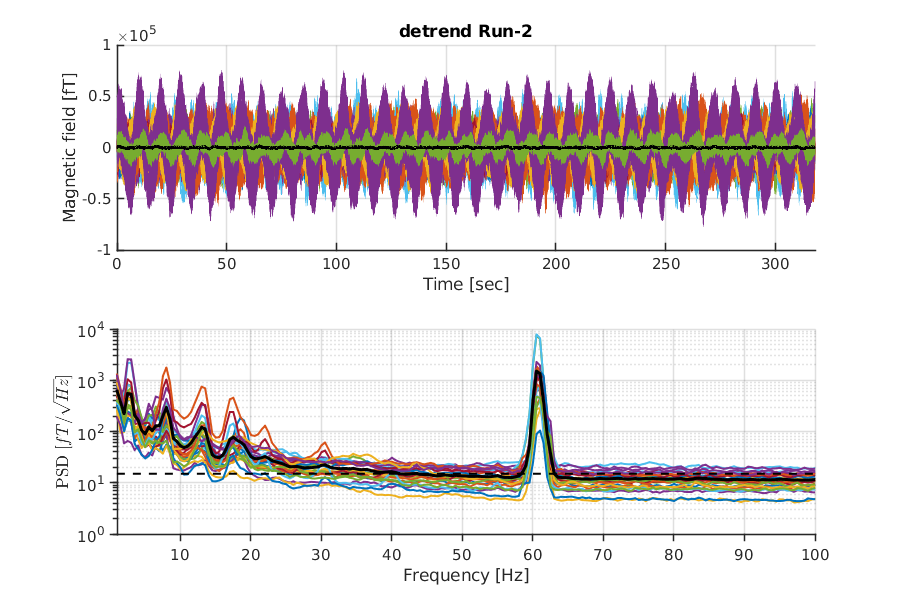 detrend Run-2
×10^5
1
0.5
0
-0.5
-1
Magnetic field [fT]
0 50 100 150 200 250 300
Time [sec]
10^4
10^3
10^2
10^1
10^0
PSD [fT/√Hz]
10 20 30 40 50 60 70 80 90 100
Frequency [Hz]